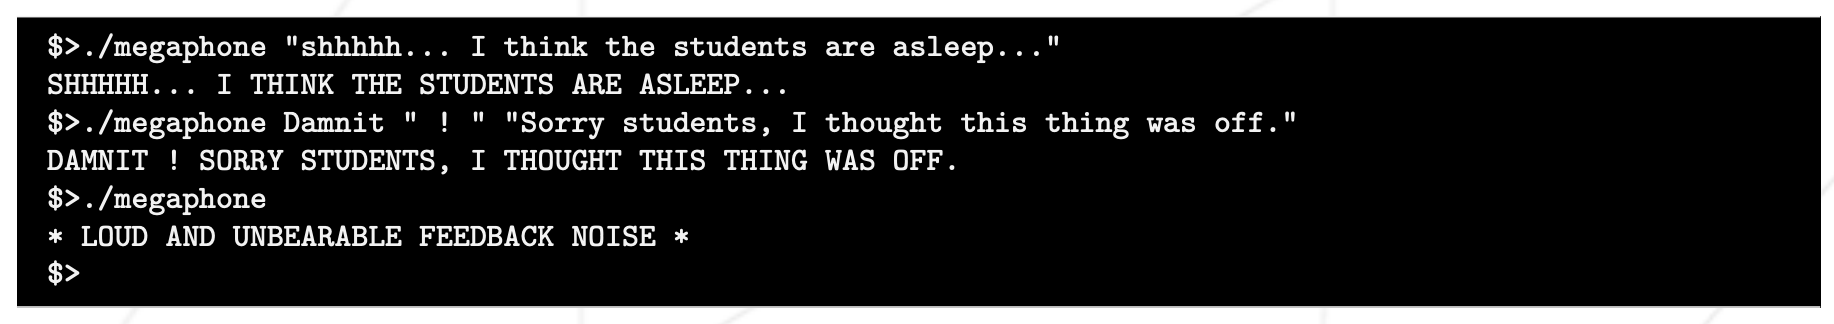 $>./megaphone "shhhhh... I think the students are asleep..."
SHHHHH... I THINK THE STUDENTS ARE ASLEEP...
$>./megaphone Damnit " ! " "Sorry students, I thought this thing was off."
DAMNIT ! SORRY STUDENTS, I THOUGHT THIS THING WAS OFF.
$>./megaphone
* LOUD AND UNBEARABLE FEEDBACK NOISE *
$>